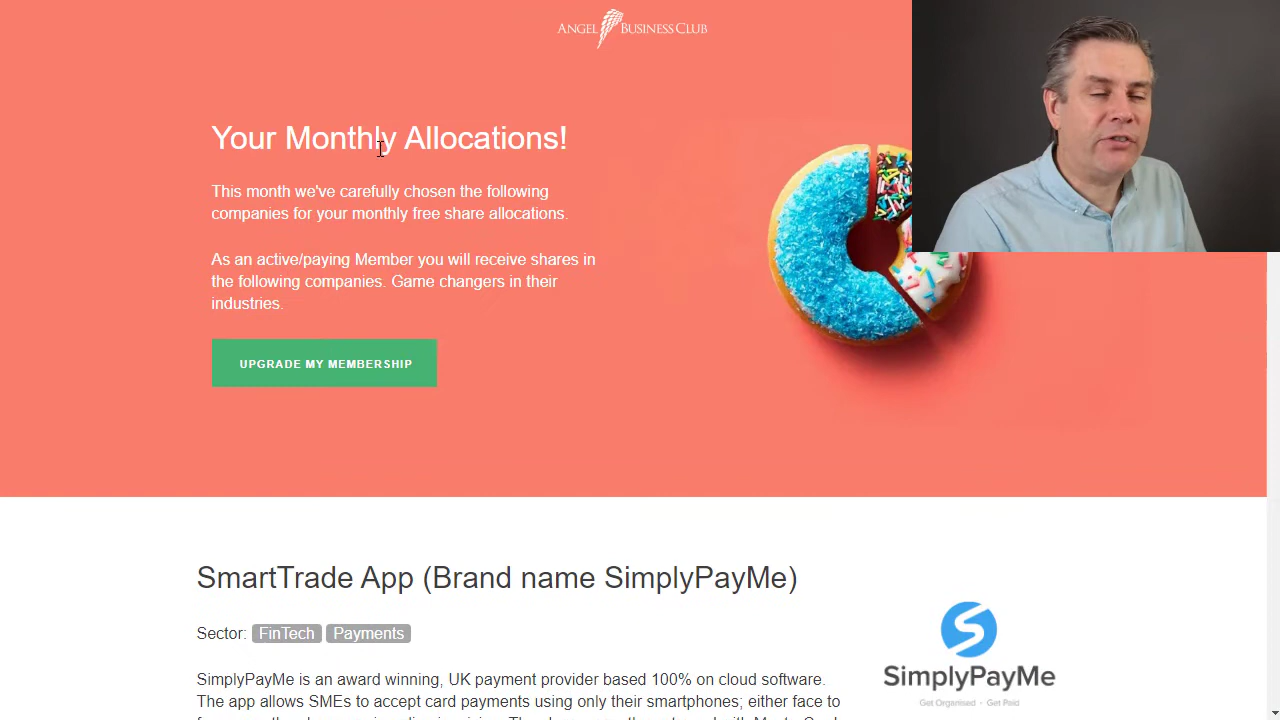 ANGEL BUSINESS CLUB
Your Monthly Allocations!
This month we've carefully chosen the following
companies for your monthly free share allocations.
As an active/paying Member you will receive shares in
the following companies. Game changers in their
industries.
UPGRADE MY MEMBERSHIP
SmartTrade App (Brand name SimplyPayMe)
Sector: FinTech Payments
SimplyPayMe is an award winning, UK payment provider based 100% on cloud software.
The app allows SMEs to accept card payments using only their smartphones; either face to
SimplyPayMe
Get Organised - Get Paid